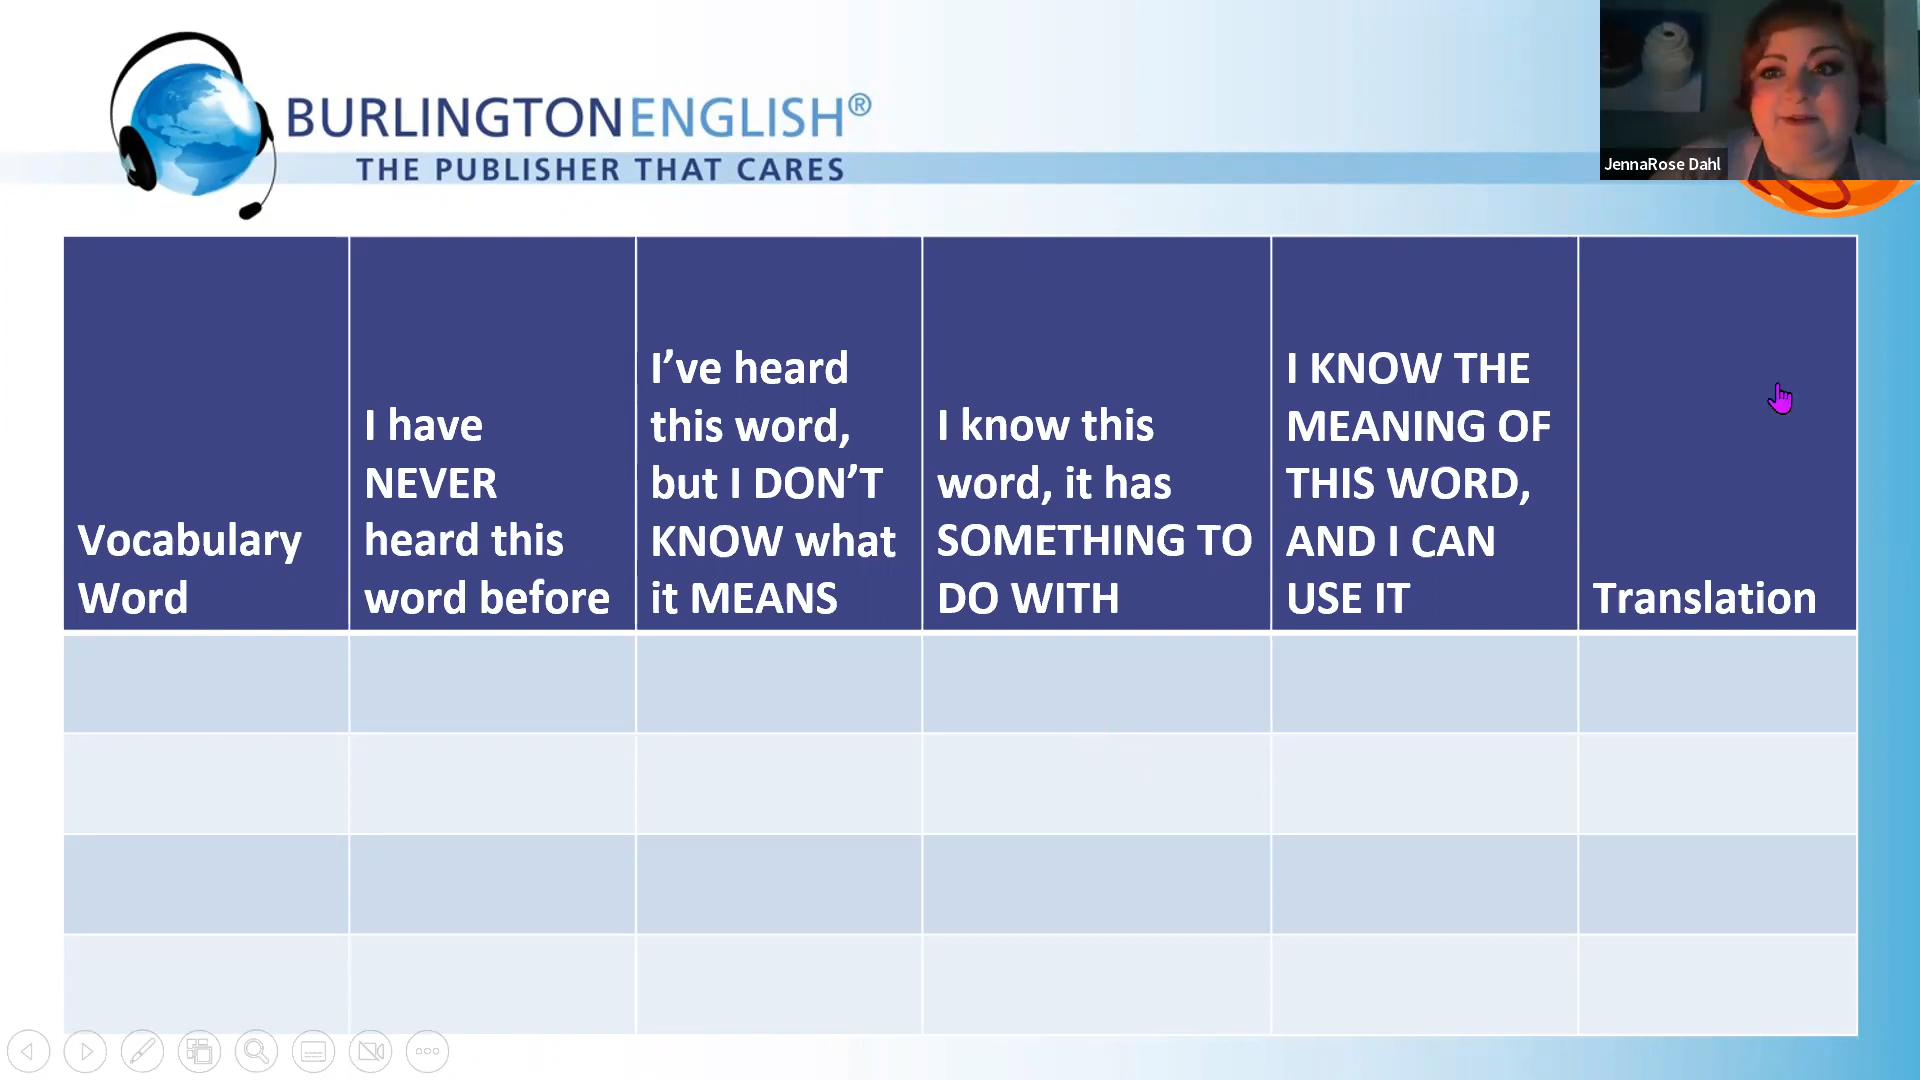 BURLINGTONENGLISH®
THE PUBLISHER THAT CARES
JennaRose Dahl
Vocabulary
Word
I have
NEVER
heard this
word before
I’ve heard
this word,
but I DON’T
KNOW what
it MEANS
I know this
word, it has
SOMETHING TO
DO WITH
I KNOW THE
MEANING OF
THIS WORD,
AND I CAN
USE IT
Translation